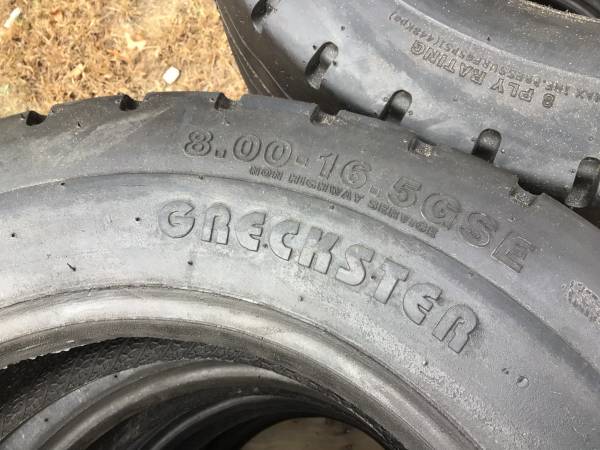 8.00-16.5GSE
NON HIGHWAY SERVICE
GRECKSTER
8 PLY RATING